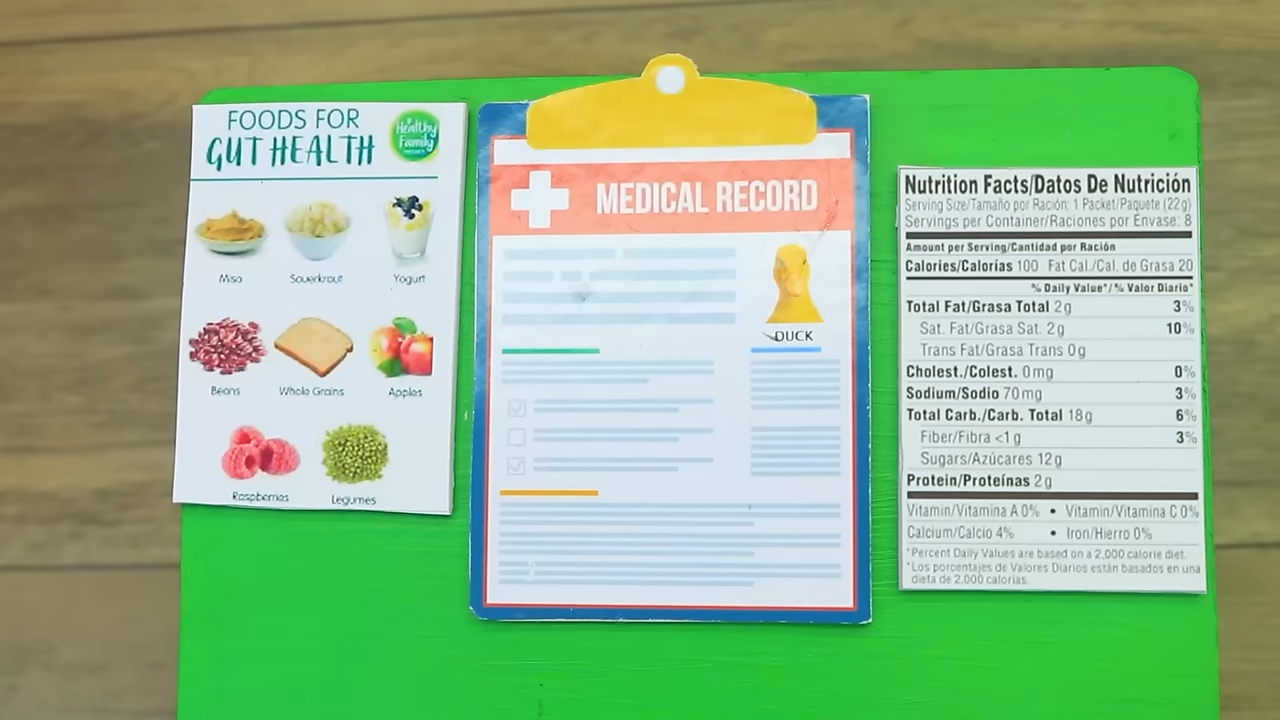 FOODS FOR
GUT HEALTH
Healthy
Family
Miso
Sauerkraut
Yogurt
Beans
Whole Grains
Apples
Raspberries
Legumes
MEDICAL RECORD
DUCK
Nutrition Facts/Datos De Nutrición
Serving Size/Tamaño por Ración: 1 Packet/Paquete (22g)
Servings per Container/Raciones por Envase: 8
Amount per Serving/Cantidad por Ración
Calories/Calorías 100 Fat Cal./Cal. de Grasa 20
% Daily Value*/% Valor Diario*
Total Fat/Grasa Total 2g 3%
Sat. Fat/Grasa Sat. 2g 10%
Trans Fat/Grasa Trans 0g
Cholest./Colest. 0mg 0%
Sodium/Sodio 70mg 3%
Total Carb./Carb. Total 18g 6%
Fiber/Fibra <1g 3%
Sugars/Azúcares 12g
Protein/Proteínas 2g
Vitamin/Vitamina A 0% • Vitamin/Vitamina C 0%
Calcium/Calcio 4% • Iron/Hierro 0%
*Percent Daily Values are based on a 2,000 calorie diet.
*Los porcentajes de Valores Diarios están basados en una
dieta de 2,000 calorías.